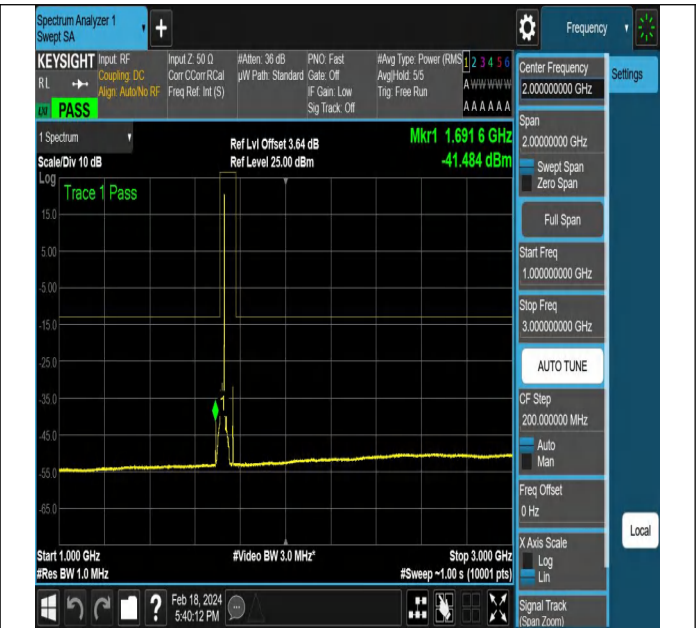 Spectrum Analyzer 1
Swept SA
+
Frequency
KEYSIGHT
RL
PASS
Input: RF
Coupling: DC
Align: Auto/No RF
Input Z: 50 Ω
Corr CCorr RCal
Freq Ref: Int (S)
#Atten: 36 dB
µW Path: Standard
PNO: Fast
Gate: Off
IF Gain: Low
Sig Track: Off
#Avg Type: Power (RMS
Avg|Hold: 5/5
Trig: Free Run
1 2 3 4 5 6
A W W W W W
A A A A A A
1 Spectrum
Scale/Div 10 dB
Ref Lvl Offset 3.64 dB
Ref Level 25.00 dBm
Mkr1 1.691 6 GHz
-41.484 dBm
Log
Trace 1 Pass
15.0
5.00
-5.00
-15.0
-25.0
-35.0
-45.0
-55.0
-65.0
1
Start 1.000 GHz
#Res BW 1.0 MHz
#Video BW 3.0 MHz*
Stop 3.000 GHz
#Sweep ~1.00 s (10001 pts)
?
Feb 18, 2024
5:40:12 PM
Center Frequency
2.000000000 GHz
Span
2.00000000 GHz
Swept Span
Zero Span
Full Span
Start Freq
1.000000000 GHz
Stop Freq
3.000000000 GHz
AUTO TUNE
CF Step
200.000000 MHz
Auto
Man
Freq Offset
0 Hz
X Axis Scale
Log
Lin
Signal Track
(Span Zoom)
Settings
Local